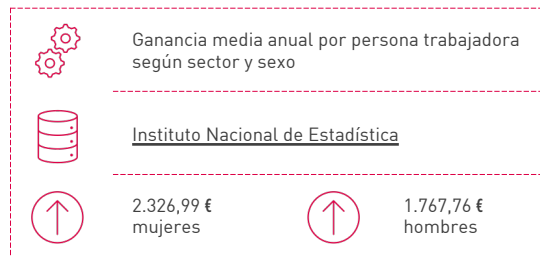 Ganancia media anual por persona trabajadora
según sector y sexo
Instituto Nacional de Estadística
2.326,99 €
mujeres
1.767,76 €
hombres